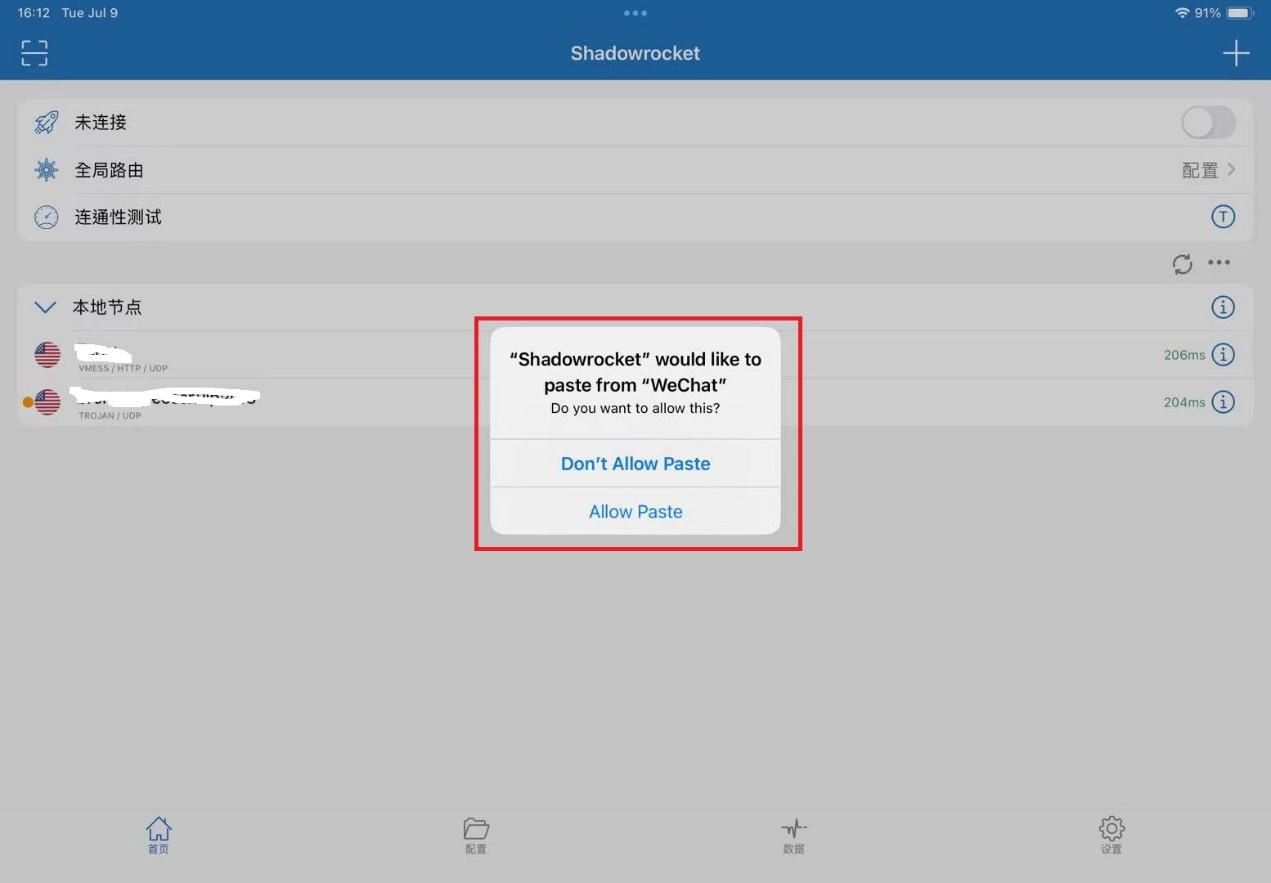 16:12 Tue Jul 9
91%
Shadowrocket
未连接
全局路由
配置
连通性测试
T
本地节点
VMESS / HTTP / UDP
206ms
TROJAN / UDP
204ms
“Shadowrocket” would like to
paste from “WeChat”
Do you want to allow this?
Don’t Allow Paste
Allow Paste
首页
配置
数据
设置